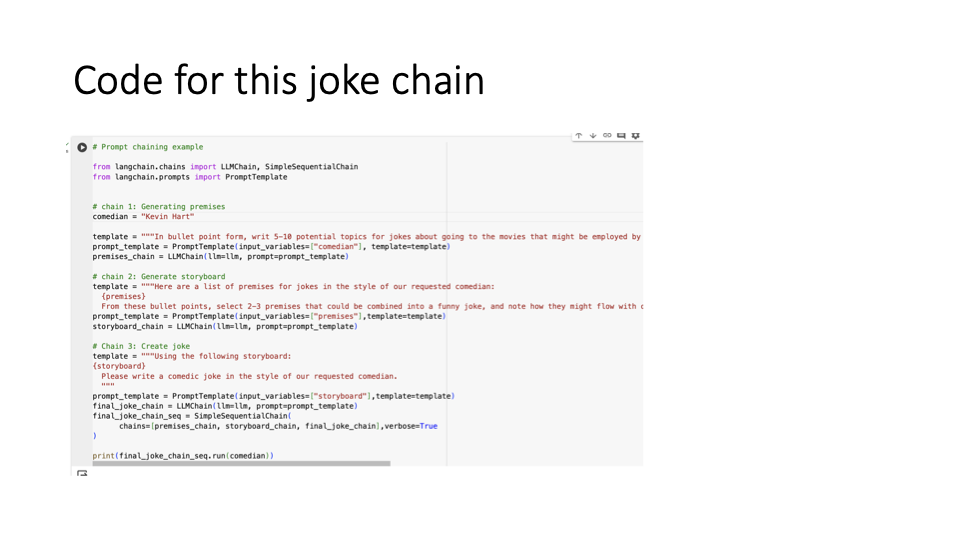 Code for this joke chain
# Prompt chaining example
from langchain.chains import LLMChain, SimpleSequentialChain
from langchain.prompts import PromptTemplate
# chain 1: Generating premises
comedian = "Kevin Hart"
template = """In bullet point form, writ 5-10 potential topics for jokes about going to the movies that might be employed by
prompt_template = PromptTemplate(input_variables=["comedian"], template=template)
premises_chain = LLMChain(llm=llm, prompt=prompt_template)
# chain 2: Generate storyboard
template = """Here are a list of premises for jokes in the style of our requested comedian:
{premises}
From these bullet points, select 2-3 premises that could be combined into a funny joke, and note how they might flow with
prompt_template = PromptTemplate(input_variables=["premises"],template=template)
storyboard_chain = LLMChain(llm=llm, prompt=prompt_template)
# Chain 3: Create joke
template = """Using the following storyboard:
{storyboard}
Please write a comedic joke in the style of our requested comedian.
"""
prompt_template = PromptTemplate(input_variables=["storyboard"],template=template)
final_joke_chain = LLMChain(llm=llm, prompt=prompt_template)
final_joke_chain_seq = SimpleSequentialChain(
chains=[premises_chain, storyboard_chain, final_joke_chain],verbose=True
)
print(final_joke_chain_seq.run(comedian))